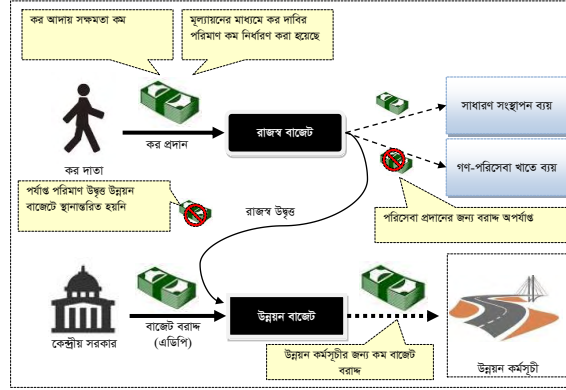 কর আদায় সক্ষমতা কম
মূল্যায়নের মাধ্যমে কর দাবির
পরিমাণ কম নির্ধারণ করা হয়েছে
সাধারণ সংস্থাপন ব্যয়
রাজস্ব বাজেট
কর প্রদান
কর দাতা
গণ-পরিসেবা খাতে ব্যয়
পর্যাপ্ত পরিমাণ উদ্বৃত্ত উন্নয়ন
বাজেটে স্থানান্তরিত হয়নি
রাজস্ব উদ্বৃত্ত
পরিসেবা প্রদানের জন্য বরাদ্দ অপর্যাপ্ত
উন্নয়ন বাজেট
কেন্দ্রীয় সরকার
বাজেট বরাদ্দ
(এডিপি)
উন্নয়ন কর্মসূচীর জন্য কম বাজেট
বরাদ্দ
উন্নয়ন কর্মসূচী